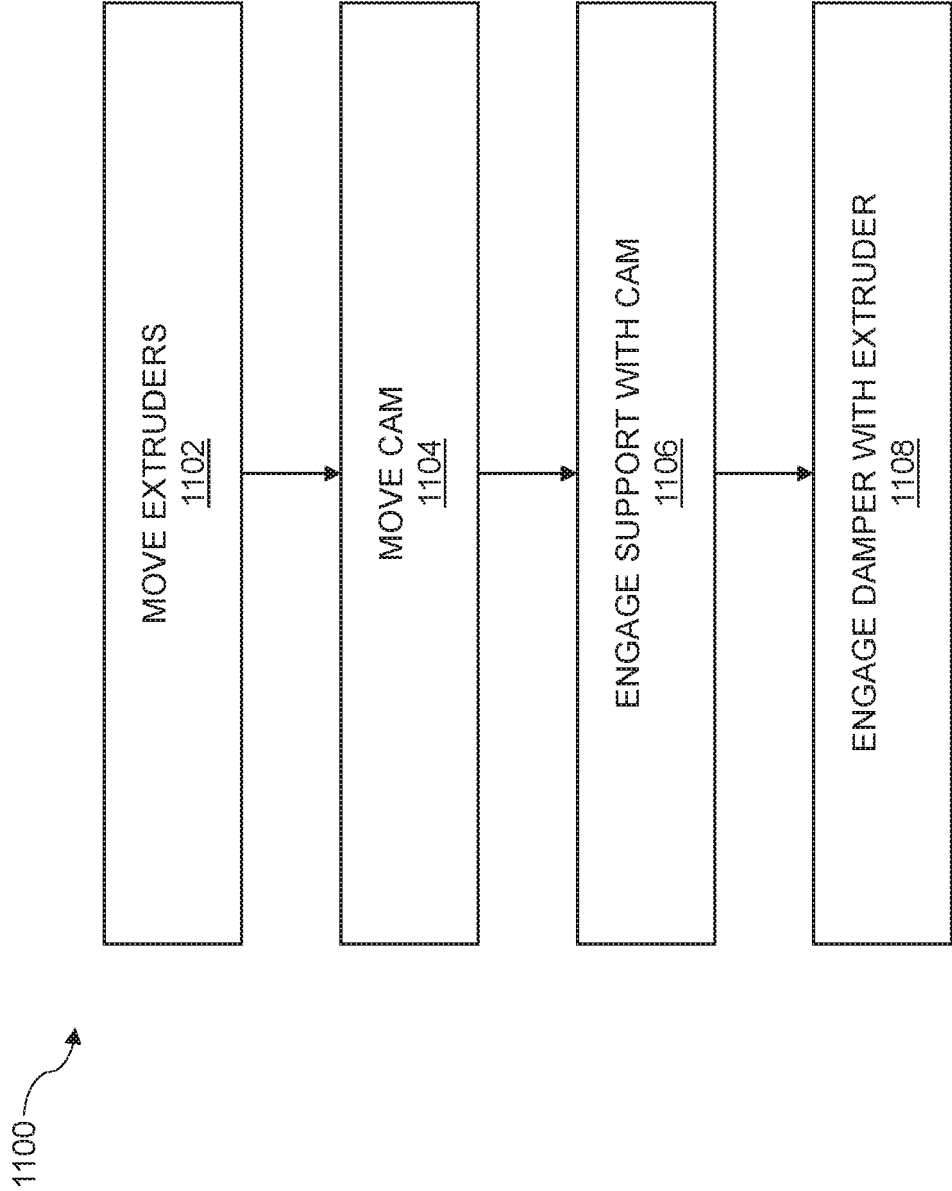 1100
MOVE EXTRUDERS
1102
MOVE CAM
1104
ENGAGE SUPPORT WITH CAM
1106
ENGAGE DAMPER WITH EXTRUDER
1108